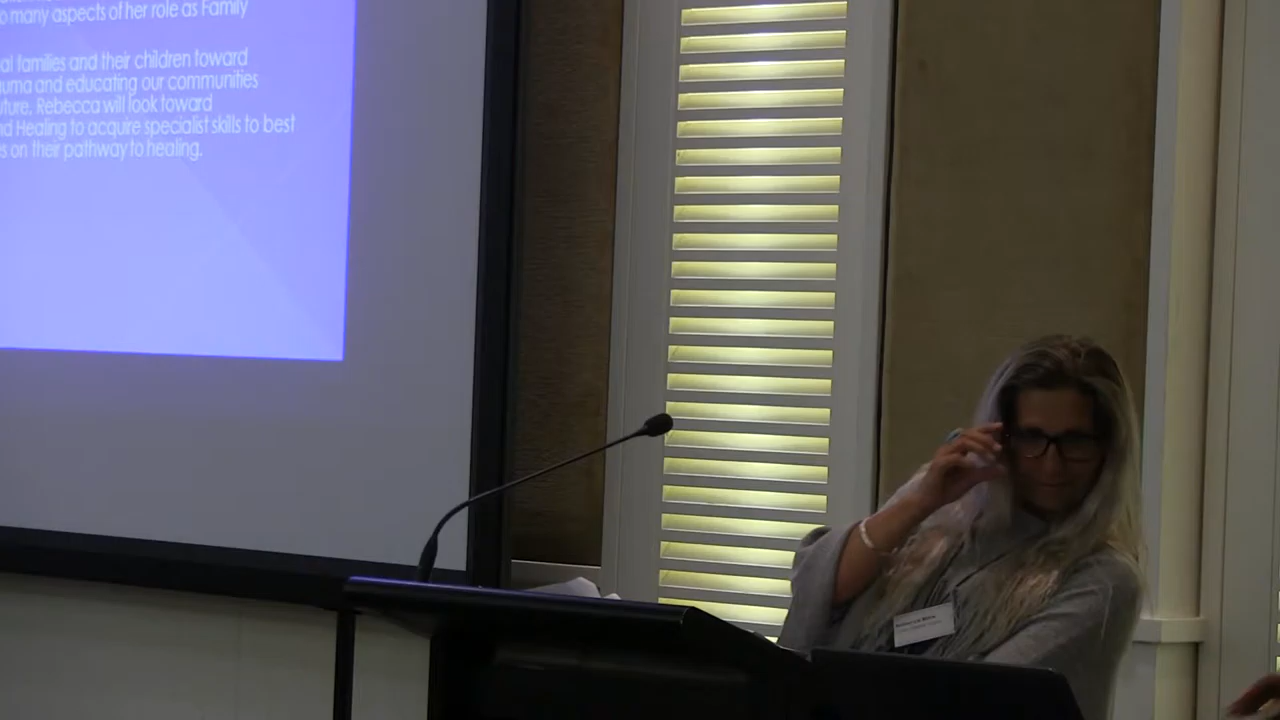 o many aspects of her role as Family
al families and their children toward
uma and educating our communities
uture. Rebecca will look toward
nd Healing to acquire specialist skills to best
s on their pathway to healing.